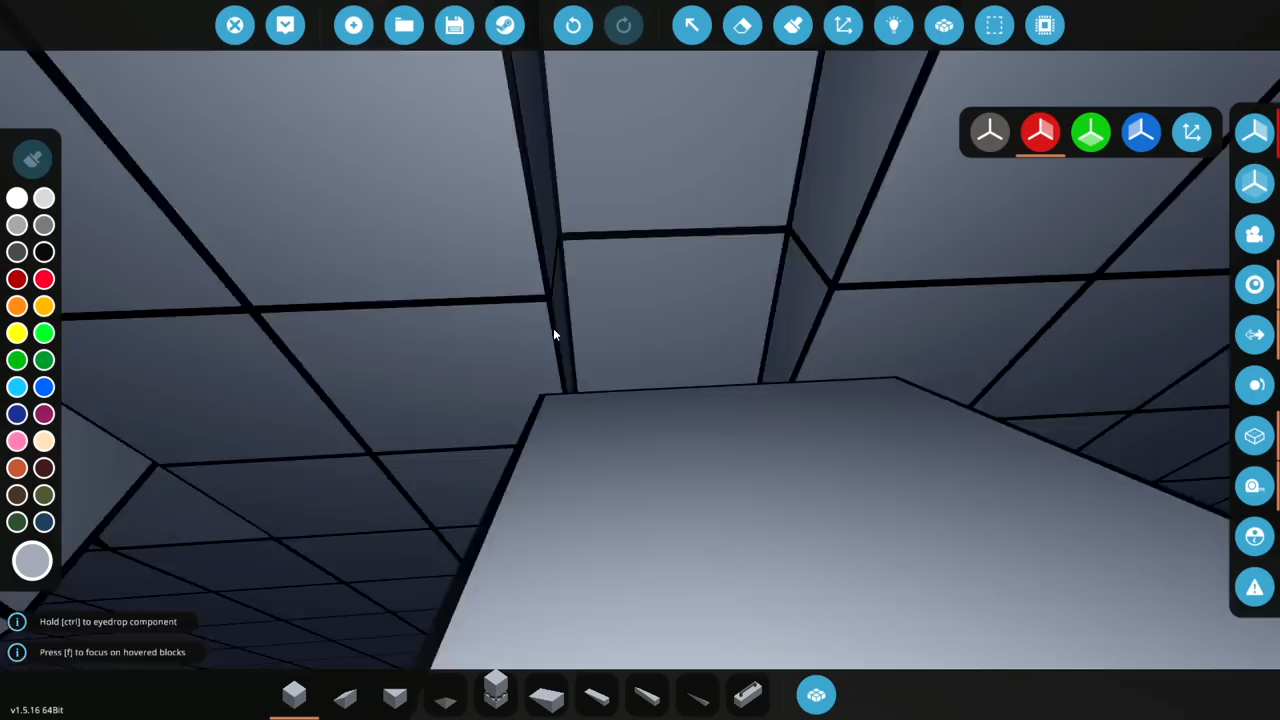 Hold [ctrl] to eyedrop component
Press [f] to focus on hovered blocks
v1.5.16 64Bit